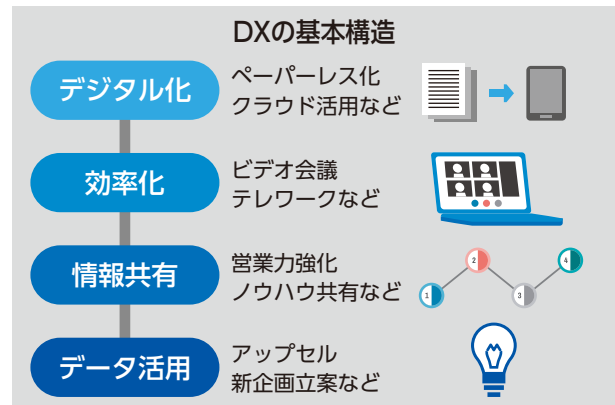 DXの基本構造
デジタル化
ペーパーレス化
クラウド活用など
効率化
ビデオ会議
テレワークなど
情報共有
営業力強化
ノウハウ共有など
1
2
3
4
データ活用
アップセル
新企画立案など